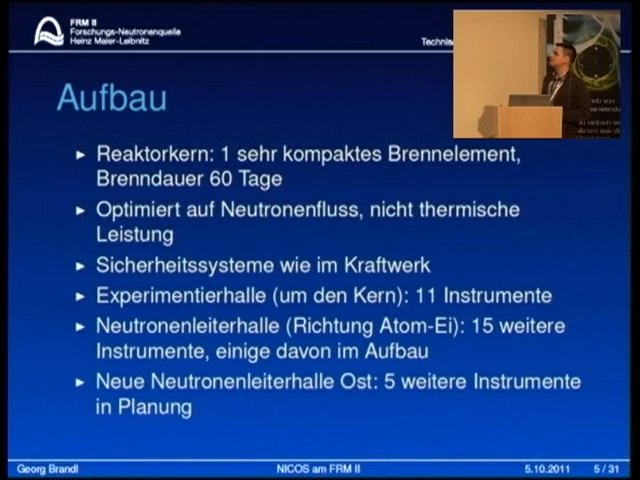 FRM II
Forschungs-Neutronenquelle
Heinz Maier-Leibnitz
Aufbau
► Reaktorkern: 1 sehr kompaktes Brennelement,
Brenndauer 60 Tage
► Optimiert auf Neutronenfluss, nicht thermische
Leistung
► Sicherheitssysteme wie im Kraftwerk
► Experimentierhalle (um den Kern): 11 Instrumente
► Neutronenleiterhalle (Richtung Atom-Ei): 15 weitere
Instrumente, einige davon im Aufbau
► Neue Neutronenleiterhalle Ost: 5 weitere Instrumente
in Planung
Georg Brandl
NICOS am FRM II
5.10.2011
5 / 31